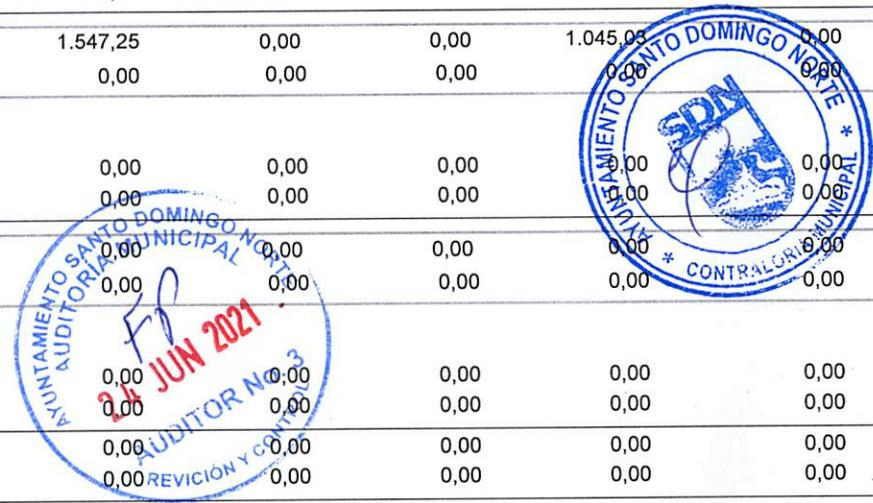 1.547,25 0,00 0,00 1.045,03 0,00
0,00 0,00 0,00 0,00 0,00
0,00 0,00 0,00 0,00 0,00
0,00 0,00 0,00 0,00 0,00
0,00 0,00 0,00 0,00 0,00
0,00 0,00 0,00 0,00 0,00
0,00 0,00 0,00 0,00 0,00
0,00 0,00 0,00 0,00 0,00
0,00 0,00 0,00 0,00 0,00
0,00 0,00 0,00 0,00 0,00
AYUNTAMIENTO SANTO DOMINGO NORTE
SDN
* CONTRALORIA MUNICIPAL *
AYUNTAMIENTO SANTO DOMINGO NORTE
AUDITORIA MUNICIPAL
24 JUN 2021
AUDITOR No. 3
REVICIÓN Y CONTROL